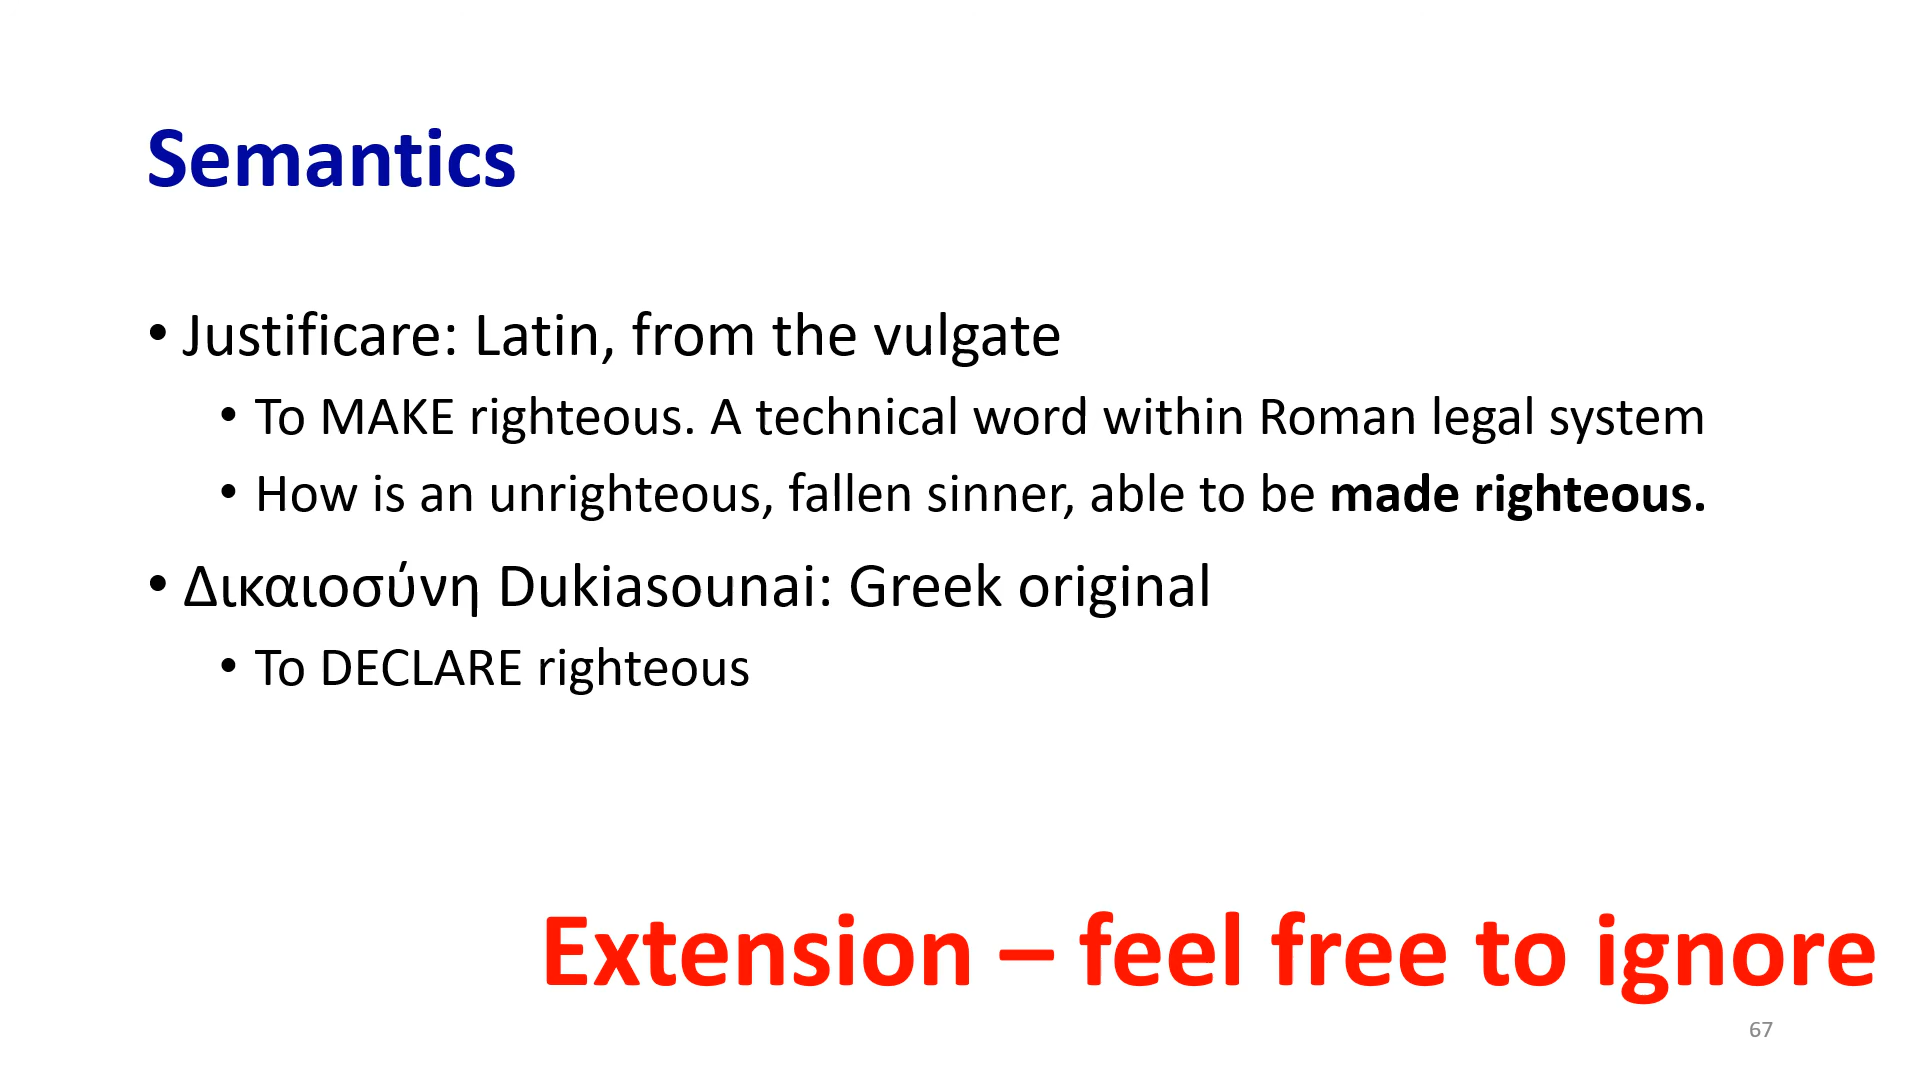 Semantics
• Justificare: Latin, from the vulgate
• To MAKE righteous. A technical word within Roman legal system
• How is an unrighteous, fallen sinner, able to be made righteous.
• Δικαιοσύνη Dukiasounai: Greek original
• To DECLARE righteous
Extension – feel free to ignore
67